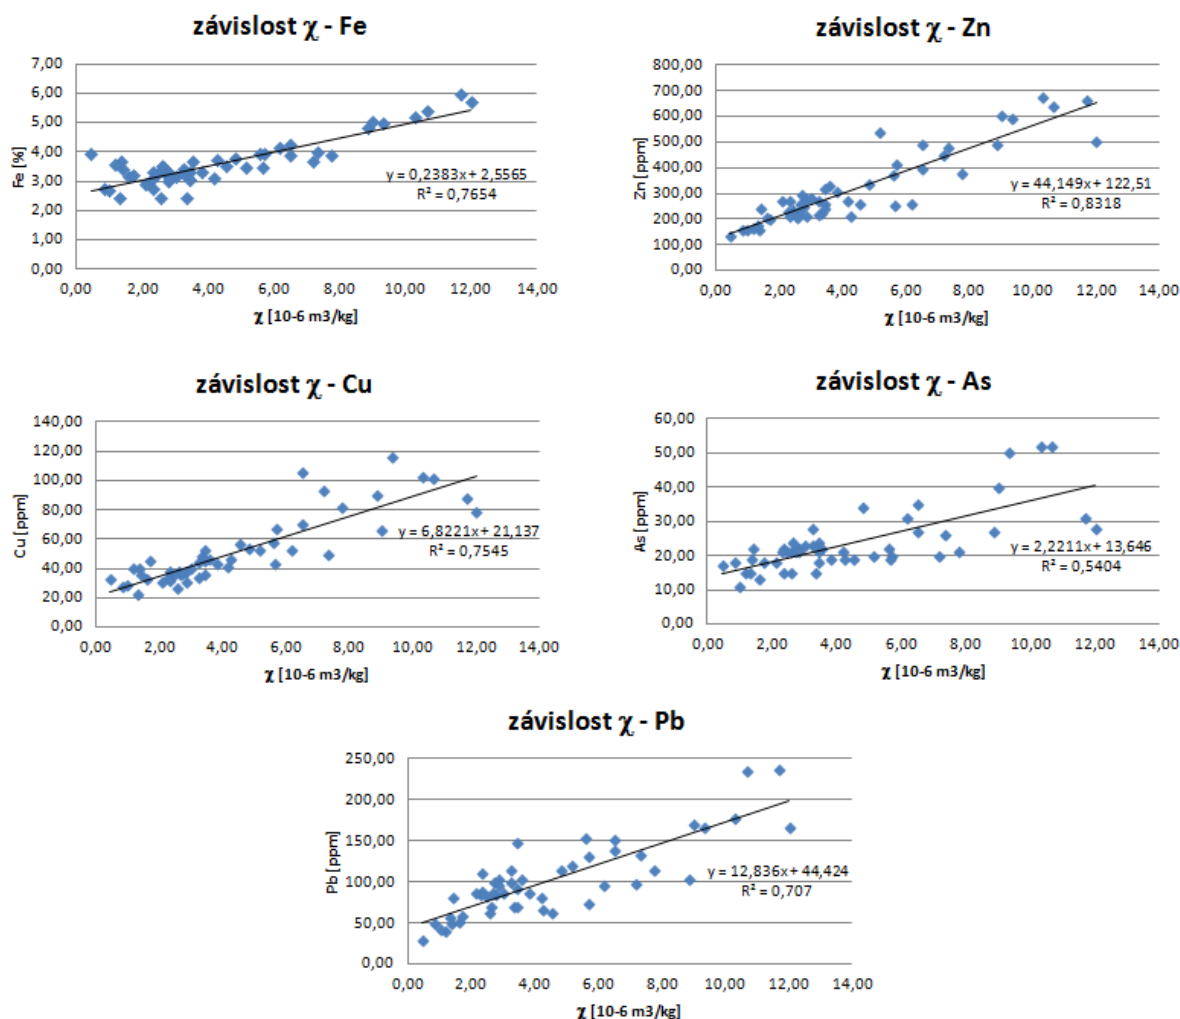 závislost χ - Fe
7,00
6,00
5,00
4,00
3,00
2,00
1,00
0,00
Fe [%]
y = 0,2383x + 2,5565
R² = 0,7654
0,00 2,00 4,00 6,00 8,00 10,00 12,00 14,00
χ [10-6 m3/kg]
závislost χ - Zn
800,00
700,00
600,00
500,00
400,00
300,00
200,00
100,00
0,00
Zn [ppm]
y = 44,149x + 122,51
R² = 0,8318
0,00 2,00 4,00 6,00 8,00 10,00 12,00 14,00
χ [10-6 m3/kg]
závislost χ - Cu
140,00
120,00
100,00
80,00
60,00
40,00
20,00
0,00
Cu [ppm]
y = 6,8221x + 21,137
R² = 0,7545
0,00 2,00 4,00 6,00 8,00 10,00 12,00 14,00
χ [10-6 m3/kg]
závislost χ - As
60,00
50,00
40,00
30,00
20,00
10,00
0,00
As [ppm]
y = 2,2211x + 13,646
R² = 0,5404
0,00 2,00 4,00 6,00 8,00 10,00 12,00 14,00
χ [10-6 m3/kg]
závislost χ - Pb
250,00
200,00
150,00
100,00
50,00
0,00
Pb [ppm]
y = 12,836x + 44,424
R² = 0,707
0,00 2,00 4,00 6,00 8,00 10,00 12,00 14,00
χ [10-6 m3/kg]